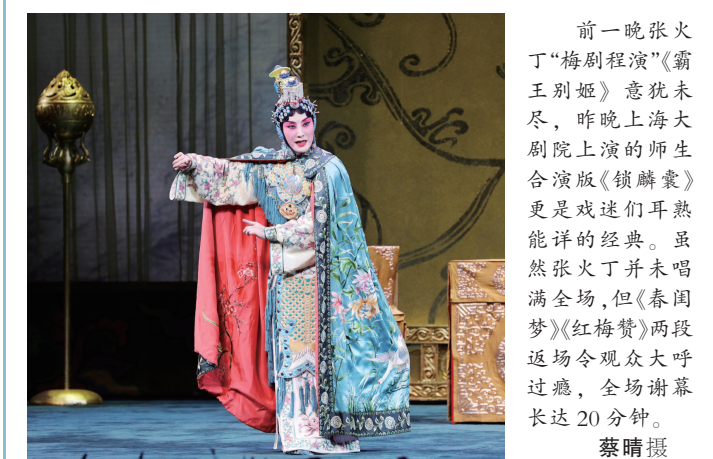 前一晚张火
丁“梅剧程演”《霸
王别姬》意犹未
尽，昨晚上海大
剧院上演的师生
合演版《锁麟囊》
更是戏迷们耳熟
能详的经典。虽
然张火丁并未唱
满全场，但《春闺
梦》《红梅赞》两段
返场令观众大呼
过瘾，全场谢幕
长达20分钟。
蔡晴摄